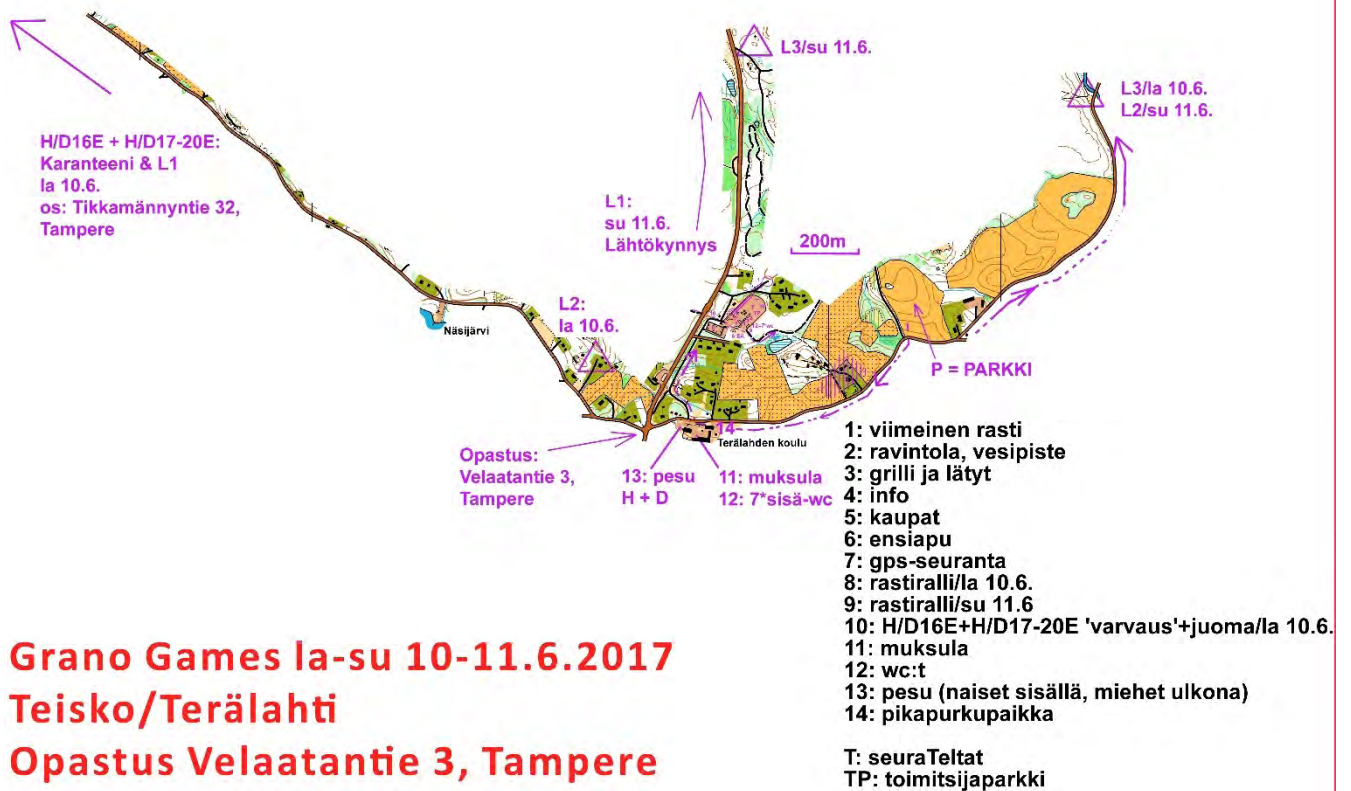 L3/su 11.6.
L3/la 10.6.
L2/su 11.6.
H/D16E + H/D17-20E:
Karanteeni & L1
la 10.6.
os: Tikkamännyntie 32,
Tampere
L1:
su 11.6.
Lähtökynnys
200m
L2:
la 10.6.
Näsijärvi
P = PARKKI
14
Terälahden koulu
Opastus:
Velaatantie 3,
Tampere
13: pesu
H + D
11: muksula
12: 7*sisä-wc
1: viimeinen rasti
2: ravintola, vesipiste
3: grilli ja lätyt
4: info
5: kaupat
6: ensiapu
7: gps-seuranta
8: rastiralli/la 10.6.
9: rastiralli/su 11.6
10: H/D16E+H/D17-20E 'varvaus'+juoma/la 10.6.
11: muksula
12: wc:t
13: pesu (naiset sisällä, miehet ulkona)
14: pikapurkupaikka
T: seuraTeltat
TP: toimitsijaparkki
Grano Games la-su 10-11.6.2017
Teisko/Terälahti
Opastus Velaatantie 3, Tampere